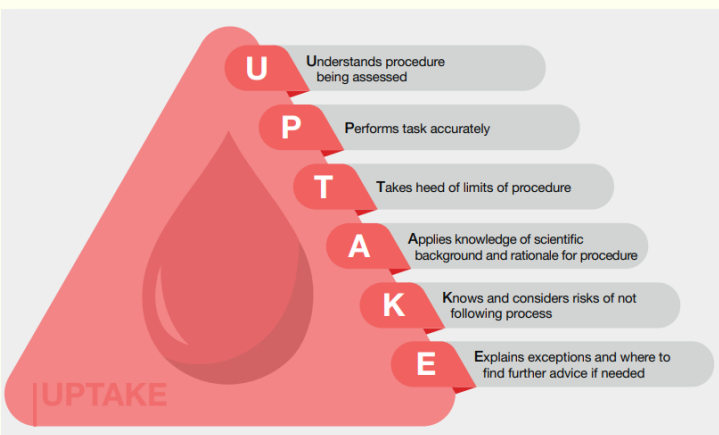 U
Understands procedure
being assessed
P
Performs task accurately
T
Takes heed of limits of procedure
A
Applies knowledge of scientific
background and rationale for procedure
K
Knows and considers risks of not
following process
E
Explains exceptions and where to
find further advice if needed
UPTAKE